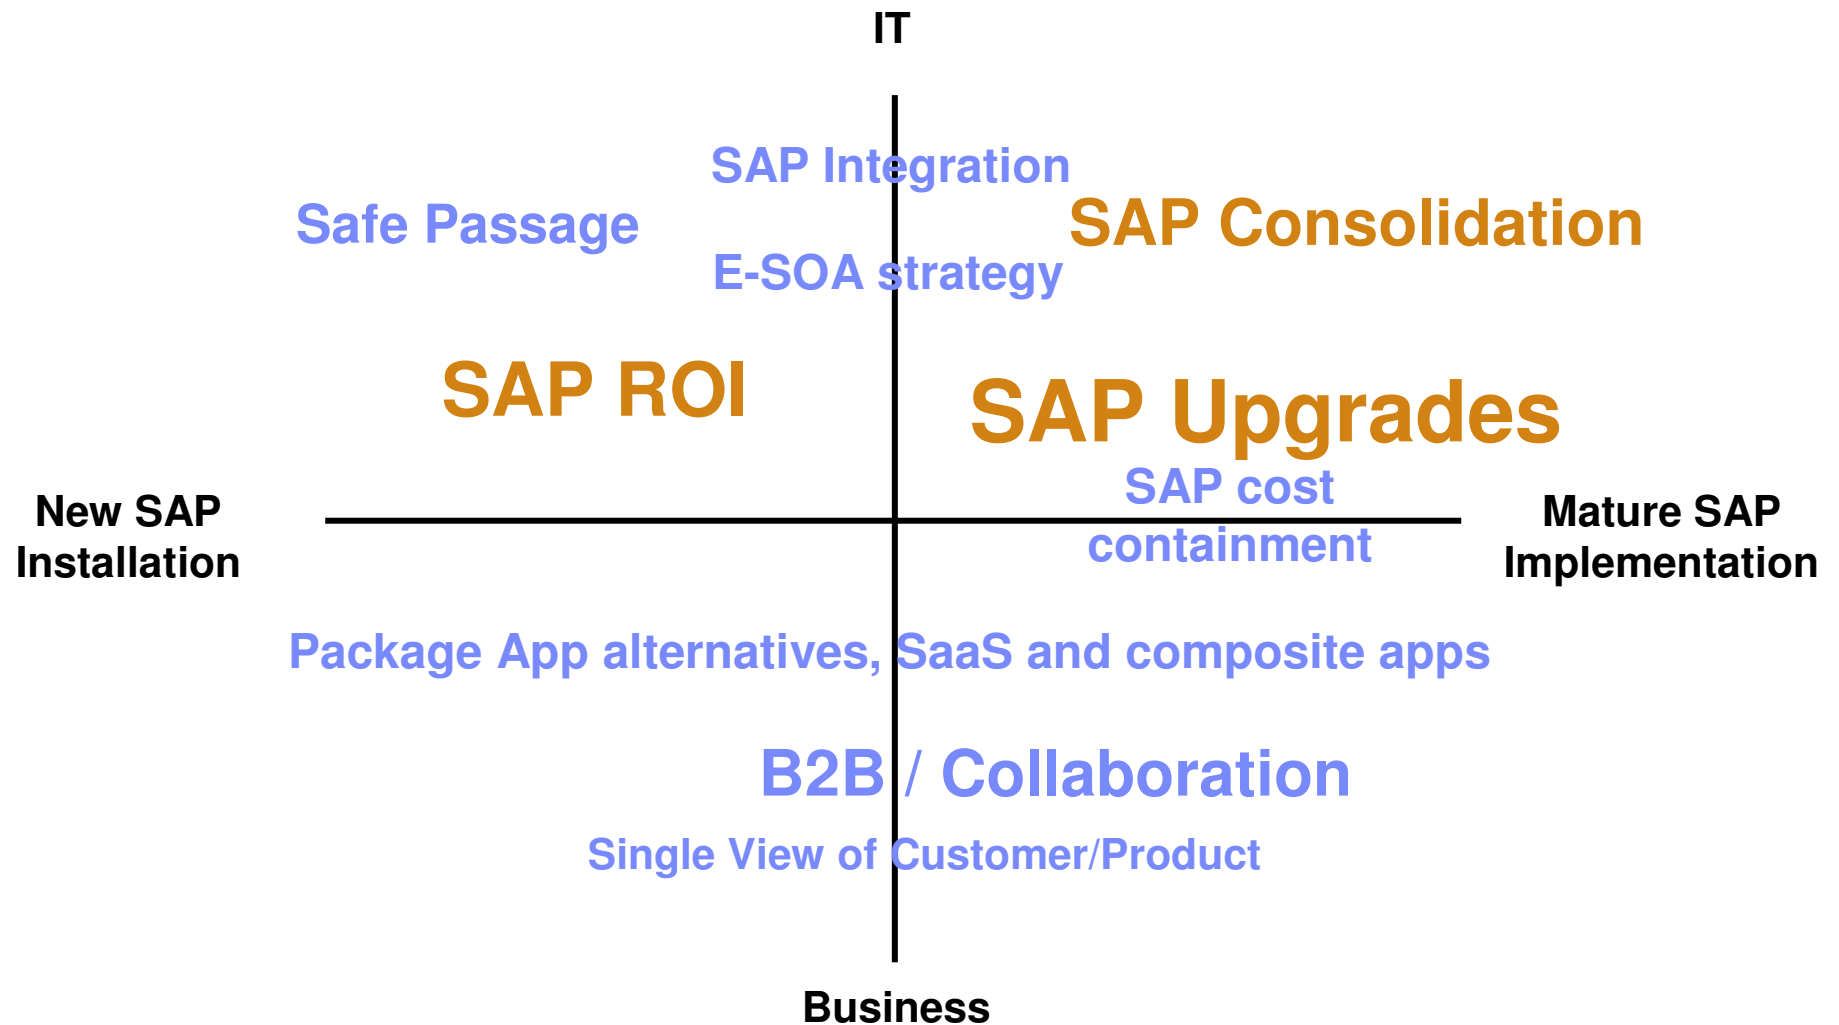 IT
SAP Integration
Safe Passage
SAP Consolidation
E-SOA strategy
SAP ROI
SAP Upgrades
SAP cost
containment
New SAP
Installation
Mature SAP
Implementation
Package App alternatives, SaaS and composite apps
B2B / Collaboration
Single View of Customer/Product
Business